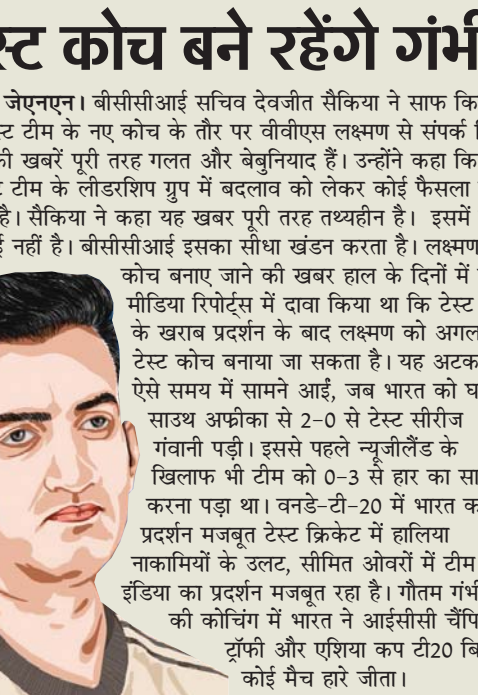 स्ट कोच बने रहेंगे गंभी
जेएनएन। बीसीसीआई सचिव देवजीत सैकिया ने साफ कि
स्ट टीम के नए कोच के तौर पर वीवीएस लक्ष्मण से संपर्क
की खबरें पूरी तरह गलत और बेबुनियाद हैं। उन्होंने कहा कि
टीम के लीडरशिप ग्रुप में बदलाव को लेकर कोई फैसला
है। सैकिया ने कहा यह खबर पूरी तरह तथ्यहीन है। इसमें
ई नहीं है। बीसीसीआई इसका सीधा खंडन करता है। लक्ष्मण
कोच बनाए जाने की खबर हाल के दिनों में
मीडिया रिपोर्ट्स में दावा किया था कि टेस्ट
के खराब प्रदर्शन के बाद लक्ष्मण को अगल
टेस्ट कोच बनाया जा सकता है। यह अटक
ऐसे समय में सामने आईं, जब भारत को घ
साउथ अफ्रीका से 2-0 से टेस्ट सीरीज
गंवानी पड़ी। इससे पहले न्यूजीलैंड के
खिलाफ भी टीम को 0-3 से हार का सा
करना पड़ा था। वनडे-टी-20 में भारत क
प्रदर्शन मजबूत टेस्ट क्रिकेट में हालिया
नाकामियों के उलट, सीमित ओवरों में टीम
इंडिया का प्रदर्शन मजबूत रहा है। गौतम गंभी
की कोचिंग में भारत ने आईसीसी चैंपि
ट्रॉफी और एशिया कप टी20 बि
कोई मैच हारे जीता।